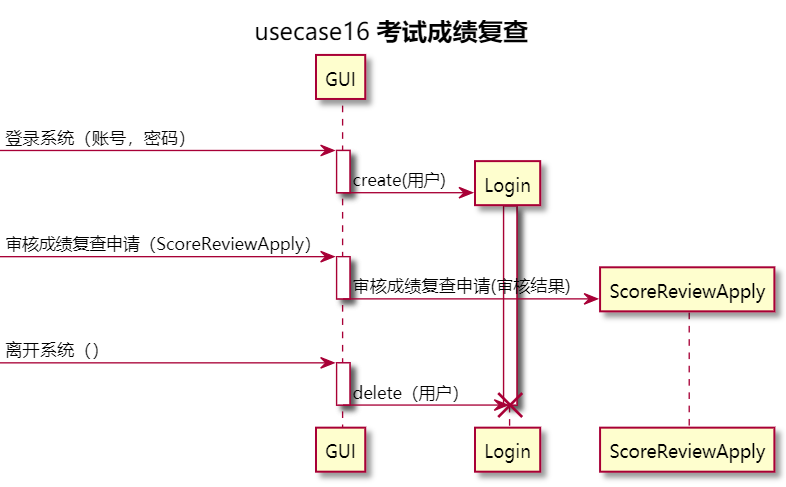 usecase16 考试成绩复查
GUI
登录系统（账号，密码）
create(用户)
Login
审核成绩复查申请（ScoreReviewApply）
审核成绩复查申请(审核结果)
ScoreReviewApply
离开系统（）
delete（用户）
GUI
Login
ScoreReviewApply